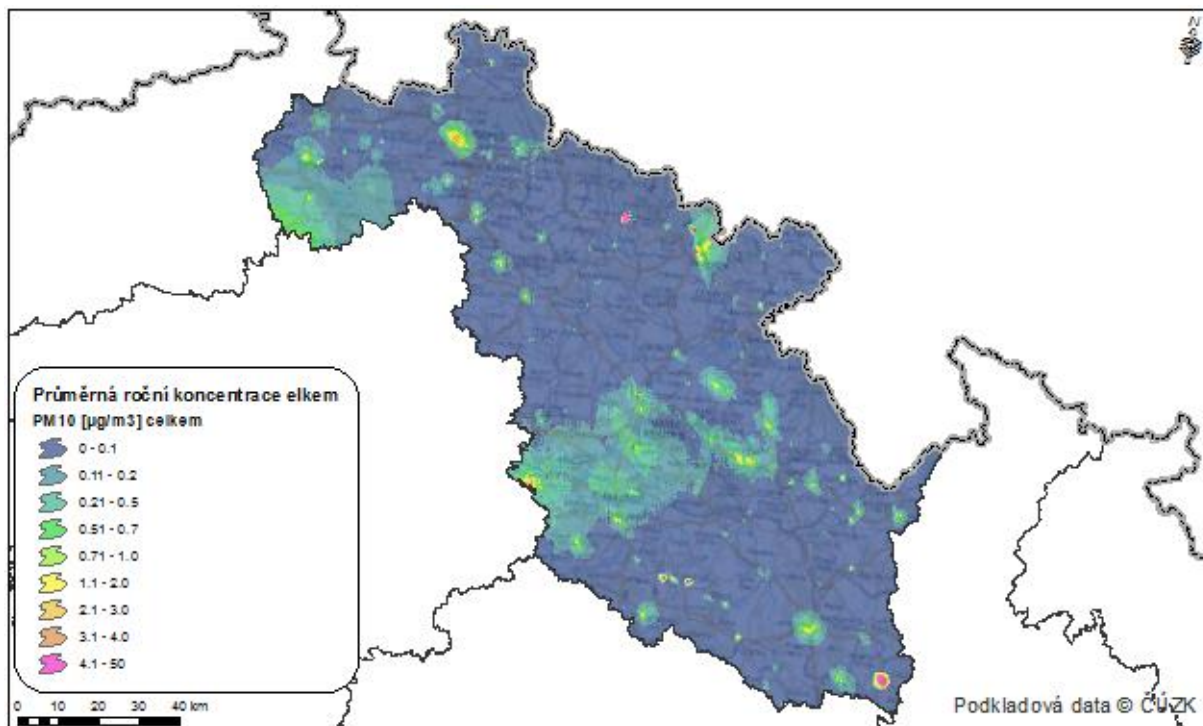 N
Průměrná roční koncentrace elkem
PM10 [µg/m3] celkem
0 - 0.1
0.11 - 0.2
0.21 - 0.5
0.51 - 0.7
0.71 - 1.0
1.1 - 2.0
2.1 - 3.0
3.1 - 4.0
4.1 - 50
0 10 20 30 40 km
Podkladová data © ČÚZK